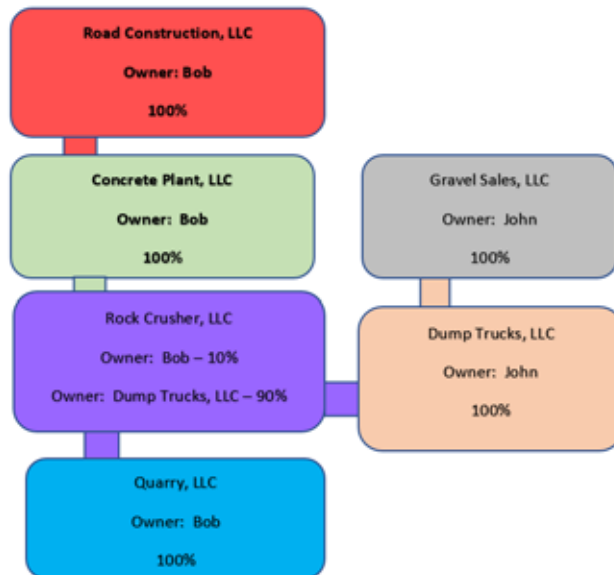 Road Construction, LLC
Owner: Bob
100%
Concrete Plant, LLC
Owner: Bob
100%
Gravel Sales, LLC
Owner: John
100%
Rock Crusher, LLC
Owner: Bob – 10%
Owner: Dump Trucks, LLC – 90%
Dump Trucks, LLC
Owner: John
100%
Quarry, LLC
Owner: Bob
100%